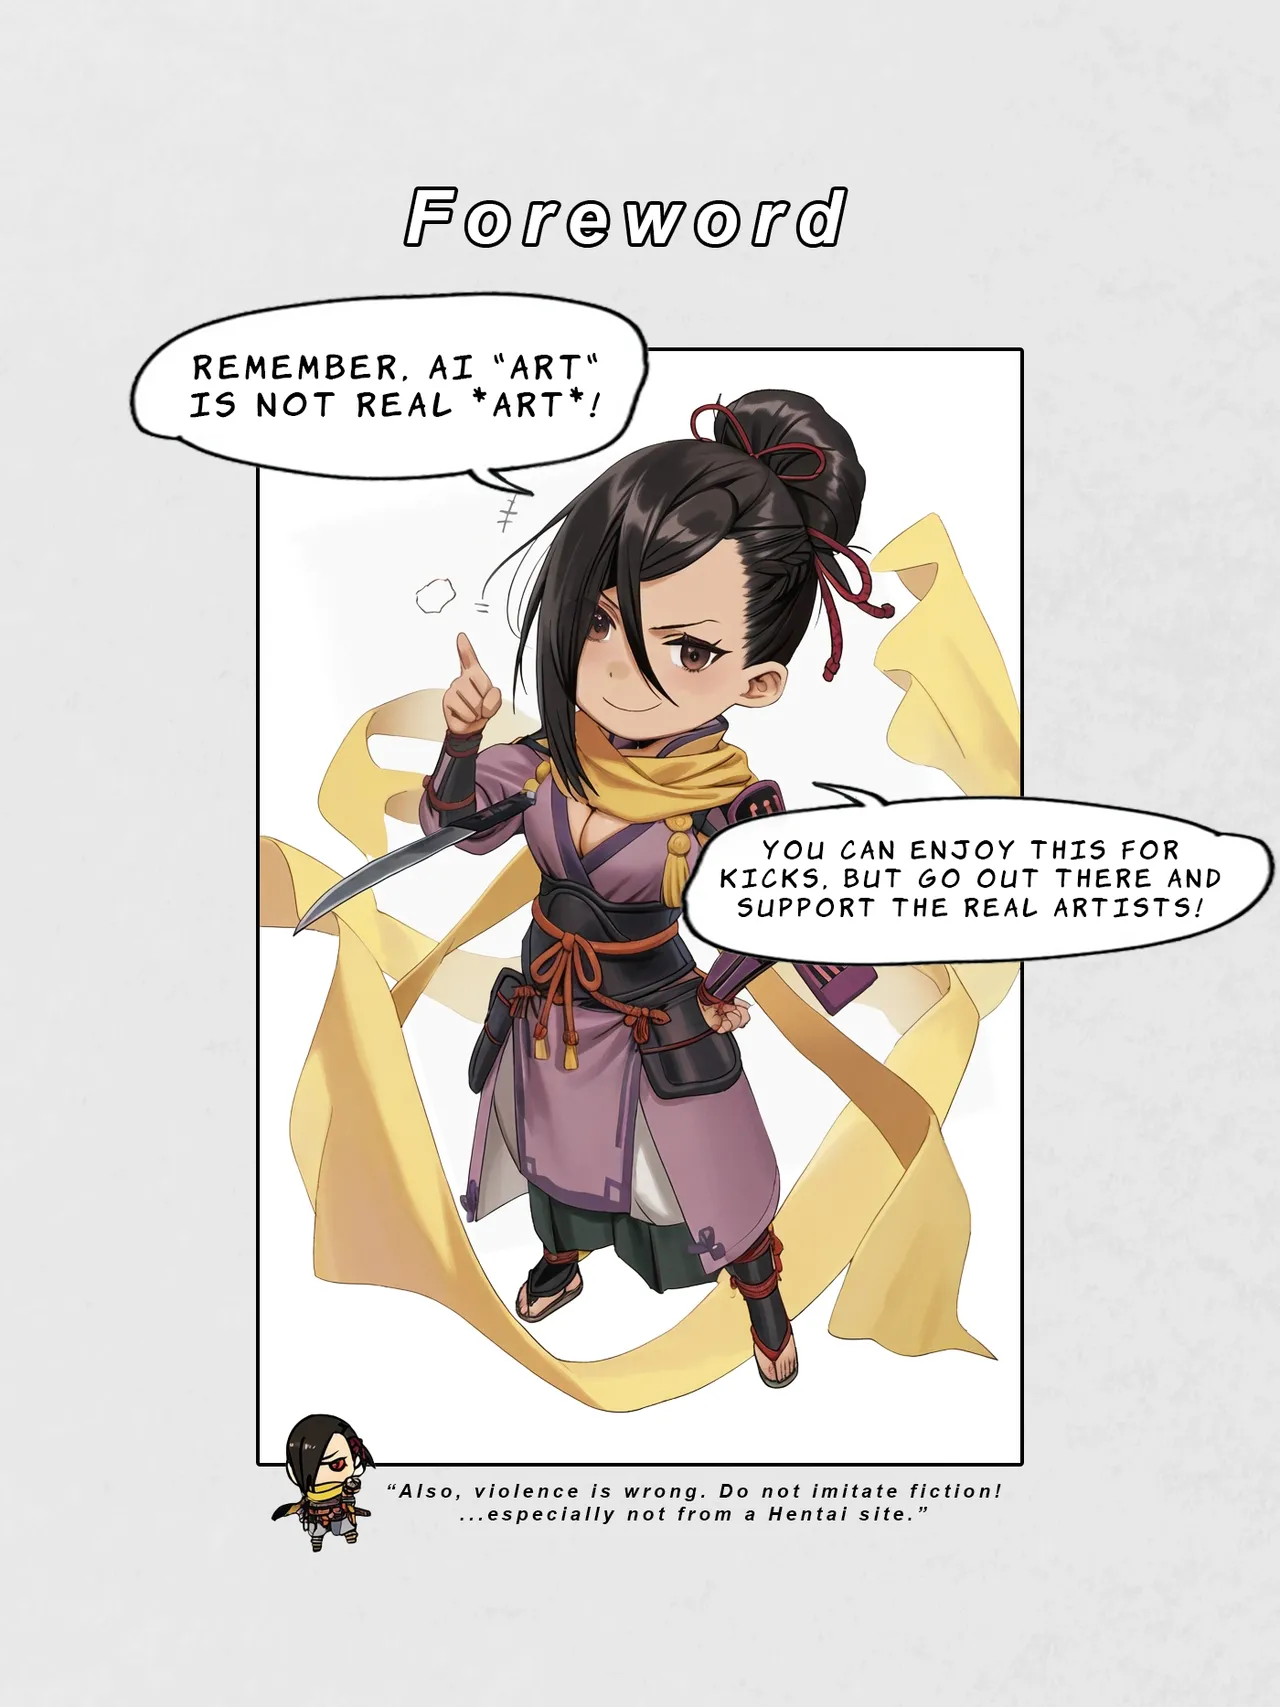 Foreword
REMEMBER, AI "ART"
IS NOT REAL *ART*!
YOU CAN ENJOY THIS FOR
KICKS, BUT GO OUT THERE AND
SUPPORT THE REAL ARTISTS!
“Also, violence is wrong. Do not imitate fiction!
...especially not from a Hentai site.”